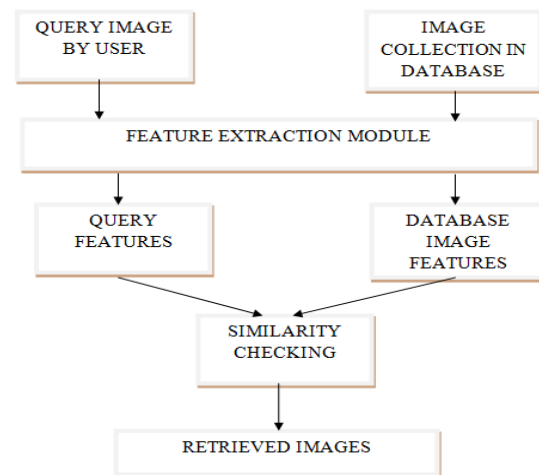 QUERY IMAGE
BY USER
IMAGE
COLLECTION IN
DATABASE
FEATURE EXTRACTION MODULE
QUERY
FEATURES
DATABASE
IMAGE
FEATURES
SIMILARITY
CHECKING
RETRIEVED IMAGES